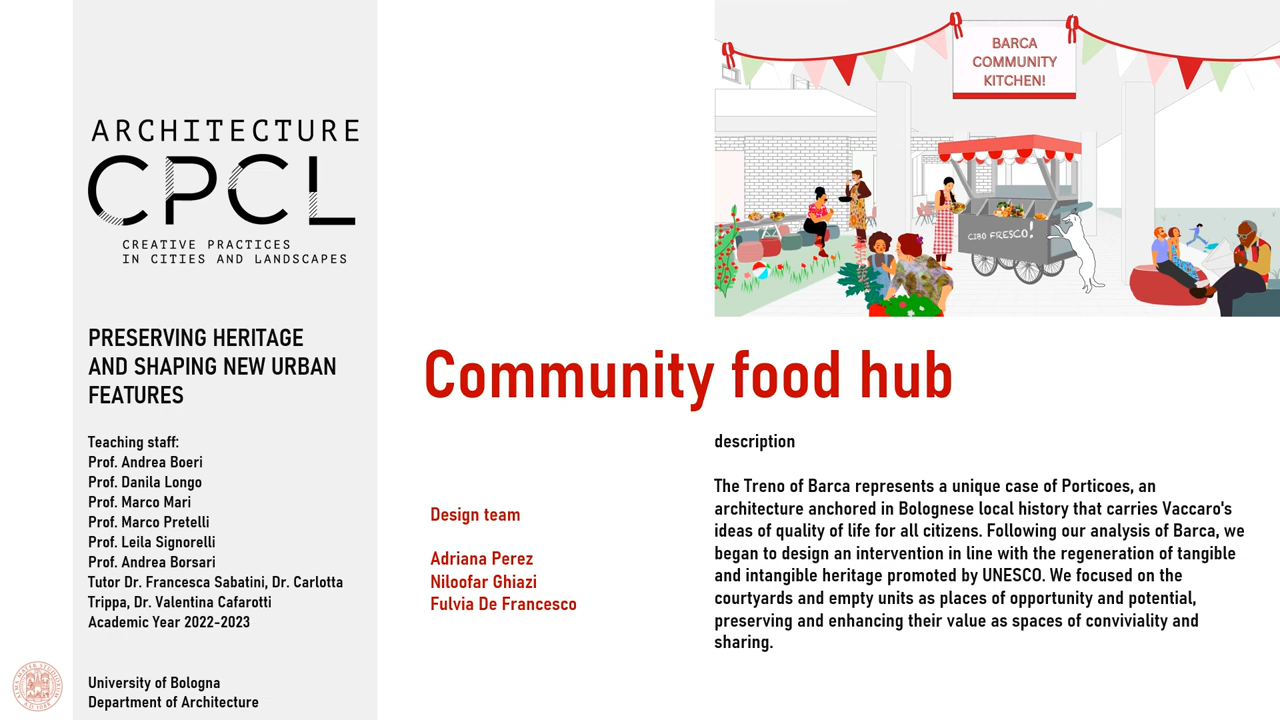 ARCHITECTURE
CPCL
CREATIVE PRACTICES
IN CITIES AND LANDSCAPES
PRESERVING HERITAGE
AND SHAPING NEW URBAN
FEATURES
Teaching staff:
Prof. Andrea Boeri
Prof. Danila Longo
Prof. Marco Mari
Prof. Marco Pretelli
Prof. Leila Signorelli
Prof. Andrea Borsari
Tutor Dr. Francesca Sabatini, Dr. Carlotta
Trippa, Dr. Valentina Cafarotti
Academic Year 2022-2023
University of Bologna
Department of Architecture
BARCA
COMMUNITY
KITCHEN!
CIBO FRESCO!
Community food hub
Design team
Adriana Perez
Niloofar Ghiazi
Fulvia De Francesco
description
The Treno of Barca represents a unique case of Porticoes, an
architecture anchored in Bolognese local history that carries Vaccaro's
ideas of quality of life for all citizens. Following our analysis of Barca, we
began to design an intervention in line with the regeneration of tangible
and intangible heritage promoted by UNESCO. We focused on the
courtyards and empty units as places of opportunity and potential,
preserving and enhancing their value as spaces of conviviality and
sharing.